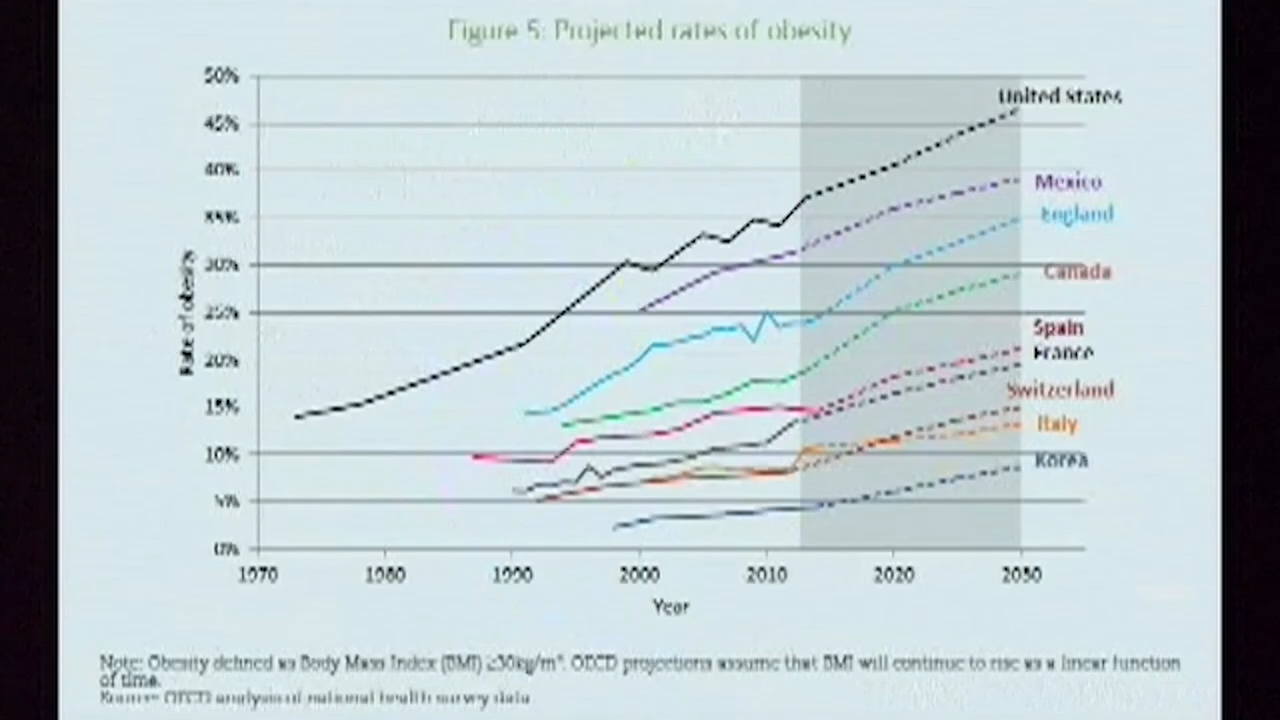 Figure 5: Projected rates of obesity
50%
45%
40%
35%
30%
25%
20%
15%
10%
5%
0%
Rate of obesity
1970 1980 1990 2000 2010 2020 2030
Year
United States
Mexico
England
Canada
Spain
France
Switzerland
Italy
Korea
Note: Obesity defined as Body Mass Index (BMI) ≥30kg/m². OECD projections assume that BMI will continue to rise as a linear function
of time.
Source: OECD analysis of national health survey data